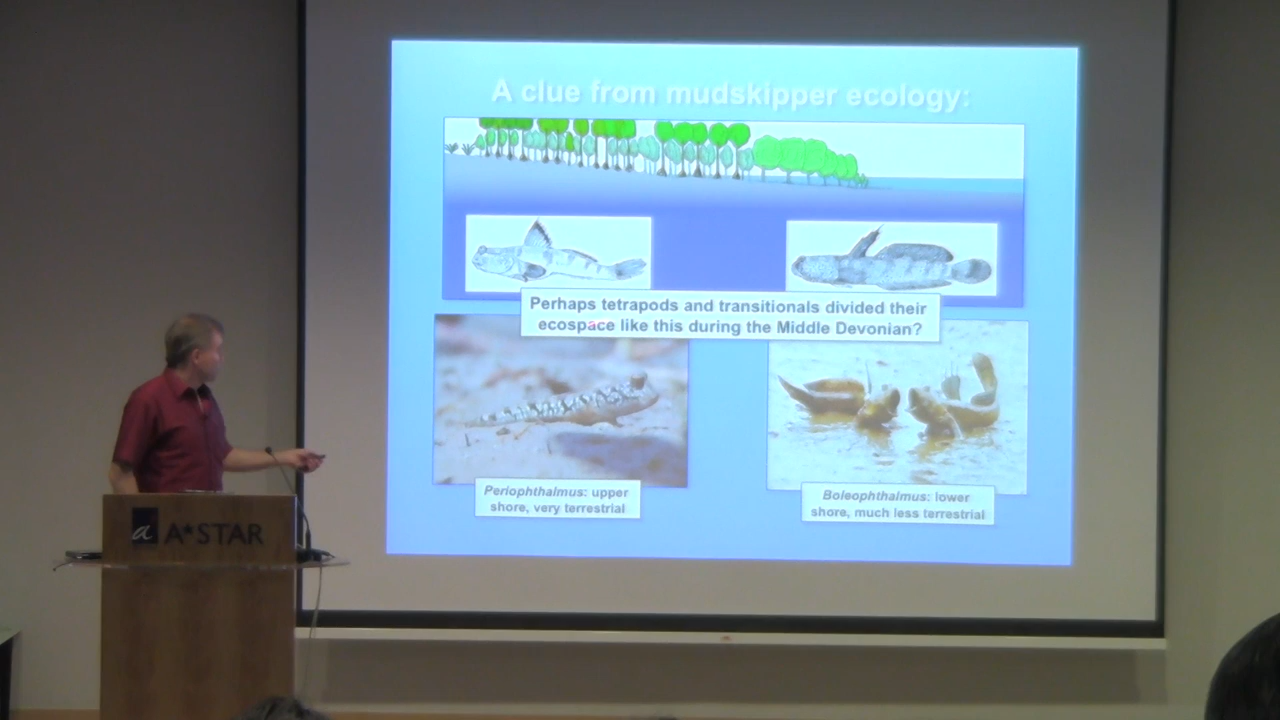 A clue from mudskipper ecology:
Perhaps tetrapods and transitionals divided their
ecospace like this during the Middle Devonian?
Periophthalmus: upper
shore, very terrestrial
Boleophthalmus: lower
shore, much less terrestrial
a A*STAR